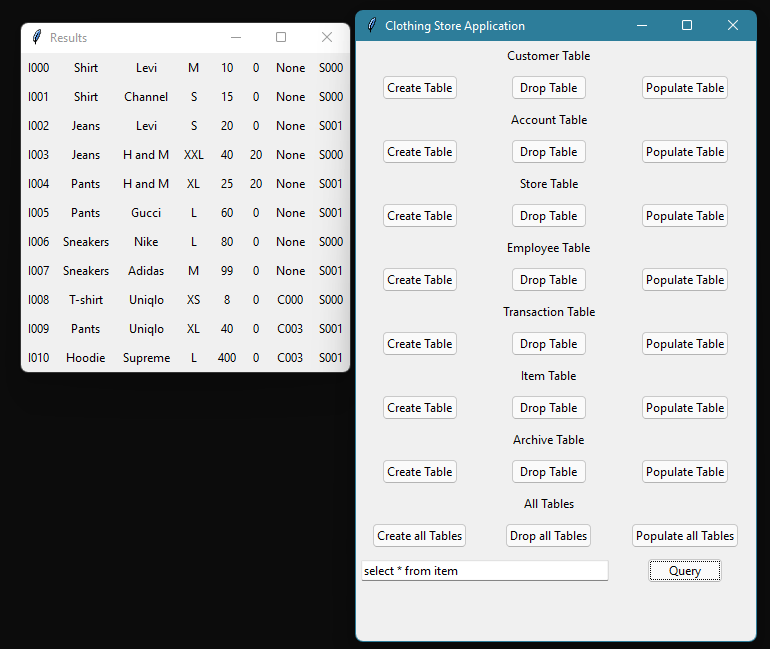 Results
I000 Shirt Levi M 10 0 None S000
I001 Shirt Channel S 15 0 None S000
I002 Jeans Levi S 20 0 None S001
I003 Jeans H and M XXL 40 20 None S000
I004 Pants H and M XL 25 20 None S001
I005 Pants Gucci L 60 0 None S001
I006 Sneakers Nike L 80 0 None S000
I007 Sneakers Adidas M 99 0 None S001
I008 T-shirt Uniqlo XS 8 0 C000 S000
I009 Pants Uniqlo XL 40 0 C003 S001
I010 Hoodie Supreme L 400 0 C003 S001
Clothing Store Application
Customer Table
Create Table Drop Table Populate Table
Account Table
Create Table Drop Table Populate Table
Store Table
Create Table Drop Table Populate Table
Employee Table
Create Table Drop Table Populate Table
Transaction Table
Create Table Drop Table Populate Table
Item Table
Create Table Drop Table Populate Table
Archive Table
Create Table Drop Table Populate Table
All Tables
Create all Tables Drop all Tables Populate all Tables
select * from item Query